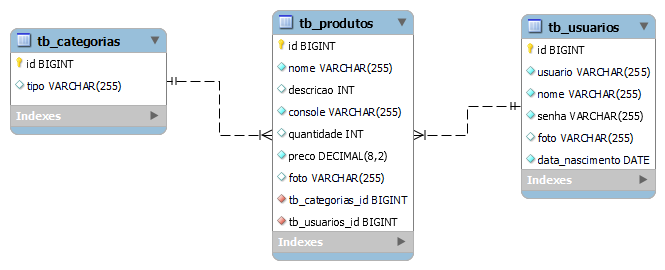 tb_categorias
id BIGINT
tipo VARCHAR(255)
Indexes
tb_produtos
id BIGINT
nome VARCHAR(255)
descricao INT
console VARCHAR(255)
quantidade INT
preco DECIMAL(8,2)
foto VARCHAR(255)
tb_categorias_id BIGINT
tb_usuarios_id BIGINT
Indexes
tb_usuarios
id BIGINT
usuario VARCHAR(255)
nome VARCHAR(255)
senha VARCHAR(255)
foto VARCHAR(255)
data_nascimento DATE
Indexes